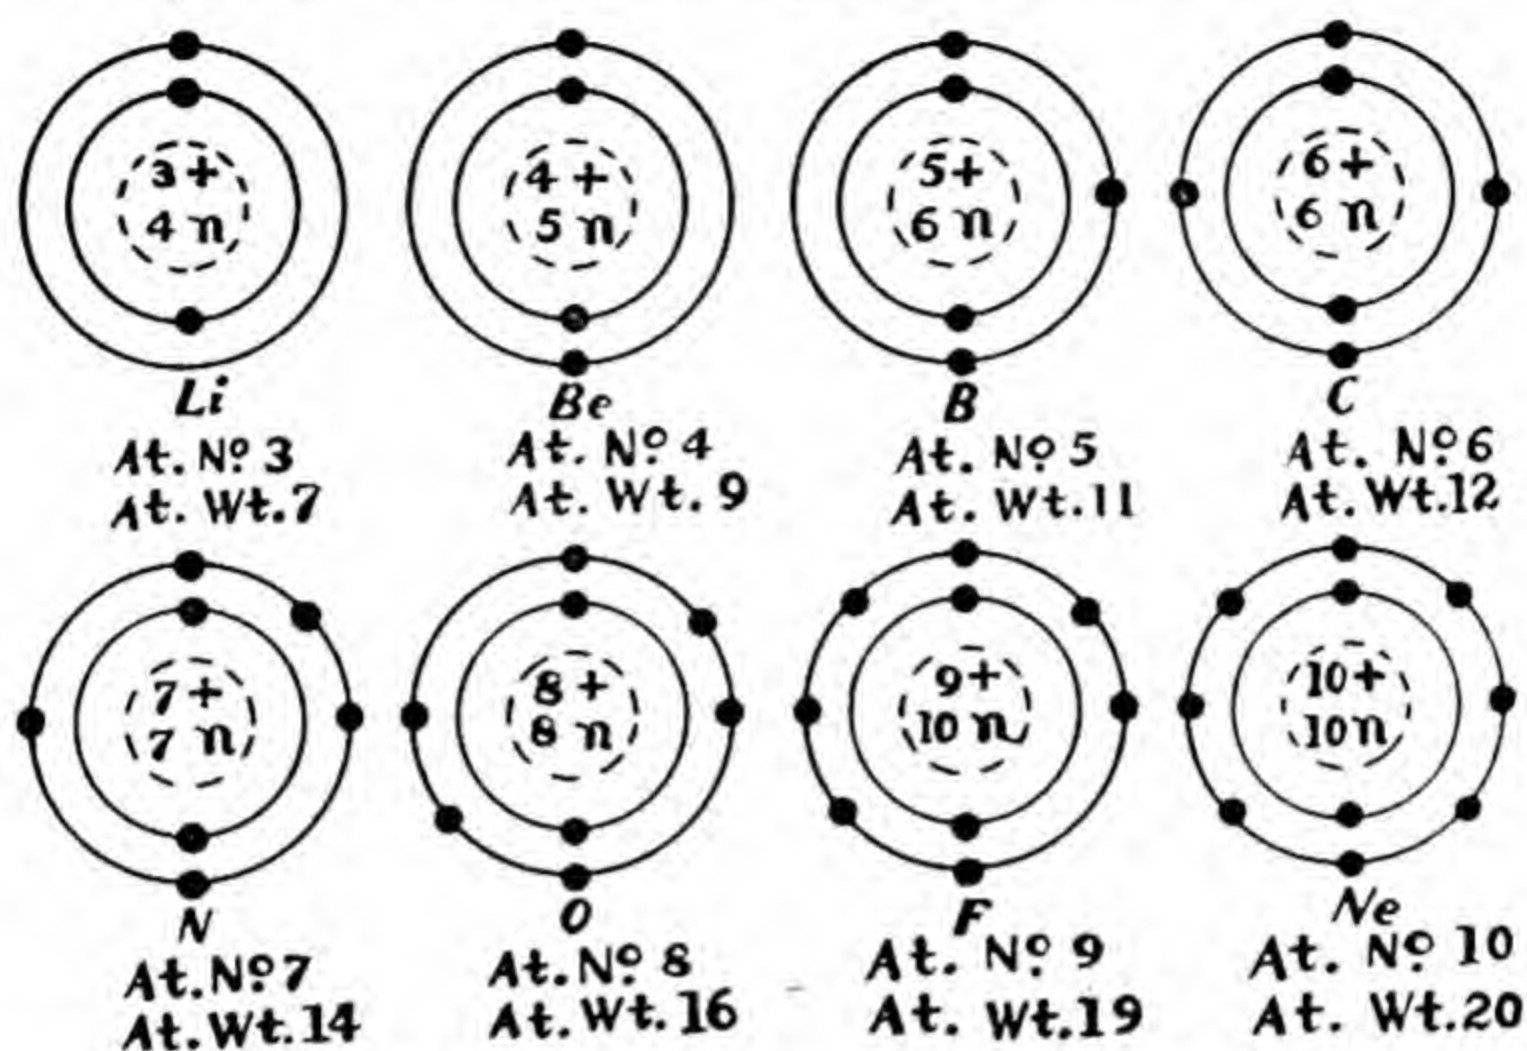 3+
4 n
Li
At. Nº 3
At. Wt. 7
4 +
5 n
Be
At. Nº 4
At. Wt. 9
5+
6 n
B
At. Nº 5
At. Wt. 11
6+
6 n
C
At. Nº 6
At. Wt. 12
7+
7 n
N
At. Nº 7
At. Wt. 14
8+
8 n
O
At. Nº 8
At. Wt. 16
9+
10 n
F
At. Nº 9
At. Wt. 19
10+
10 n
Ne
At. Nº 10
At. Wt. 20